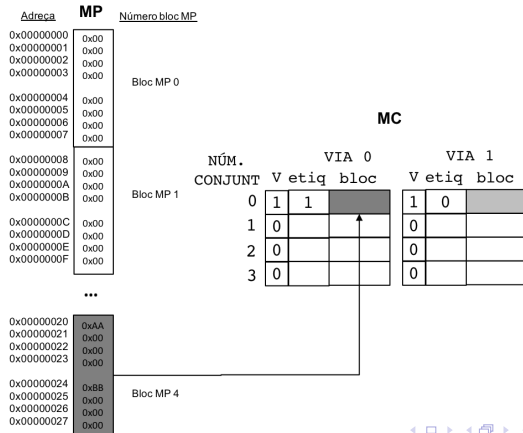 Adreça MP Número bloc MP
0x00000000 0x00
0x00000001 0x00
0x00000002 0x00
0x00000003 0x00
Bloc MP 0
0x00000004 0x00
0x00000005 0x00
0x00000006 0x00
0x00000007 0x00
0x00000008 0x00
0x00000009 0x00
0x0000000A 0x00
0x0000000B 0x00
Bloc MP 1
0x0000000C 0x00
0x0000000D 0x00
0x0000000E 0x00
0x0000000F 0x00
...
0x00000020 0xAA
0x00000021 0x00
0x00000022 0x00
0x00000023 0x00
0x00000024 0xBB
0x00000025 0x00
0x00000026 0x00
0x00000027 0x00
Bloc MP 4
MC
NÚM. VIA 0 VIA 1
CONJUNT V etiq bloc V etiq bloc
0 1 1 1 0
1 0 0
2 0 0
3 0 0